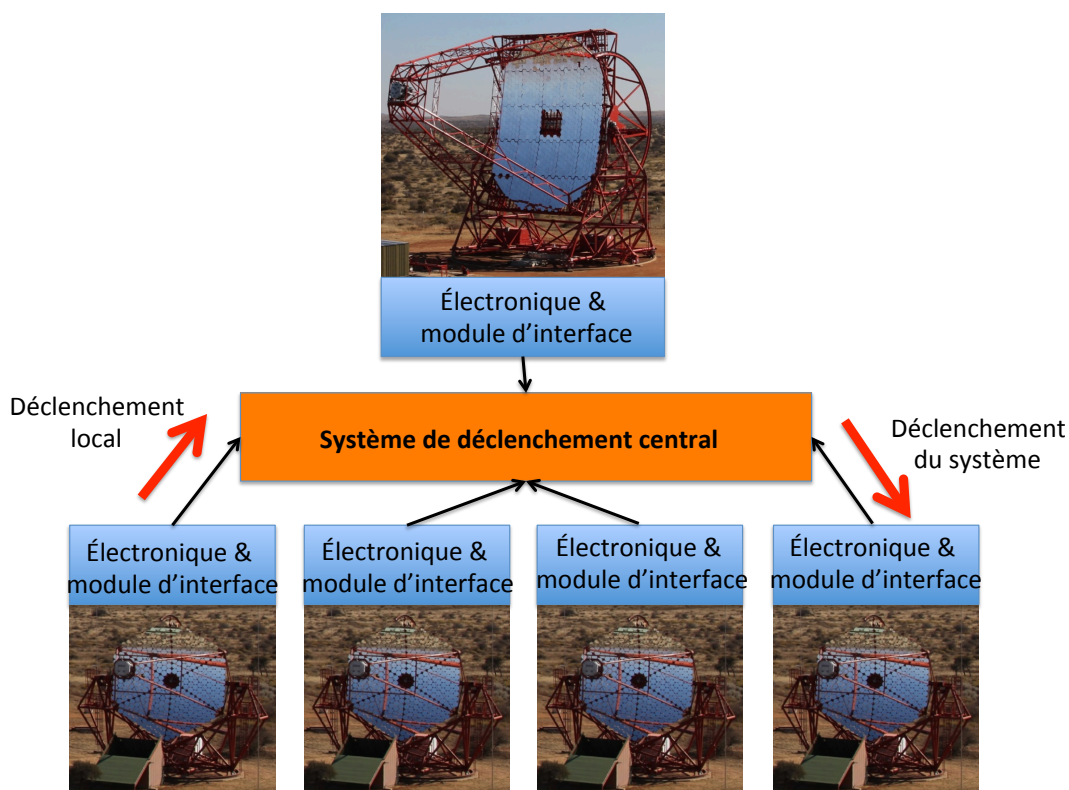 Électronique &
module d’interface
Déclenchement
local
Système de déclenchement central
Déclenchement
du système
Électronique &
module d’interface
Électronique &
module d’interface
Électronique &
module d’interface
Électronique &
module d’interface